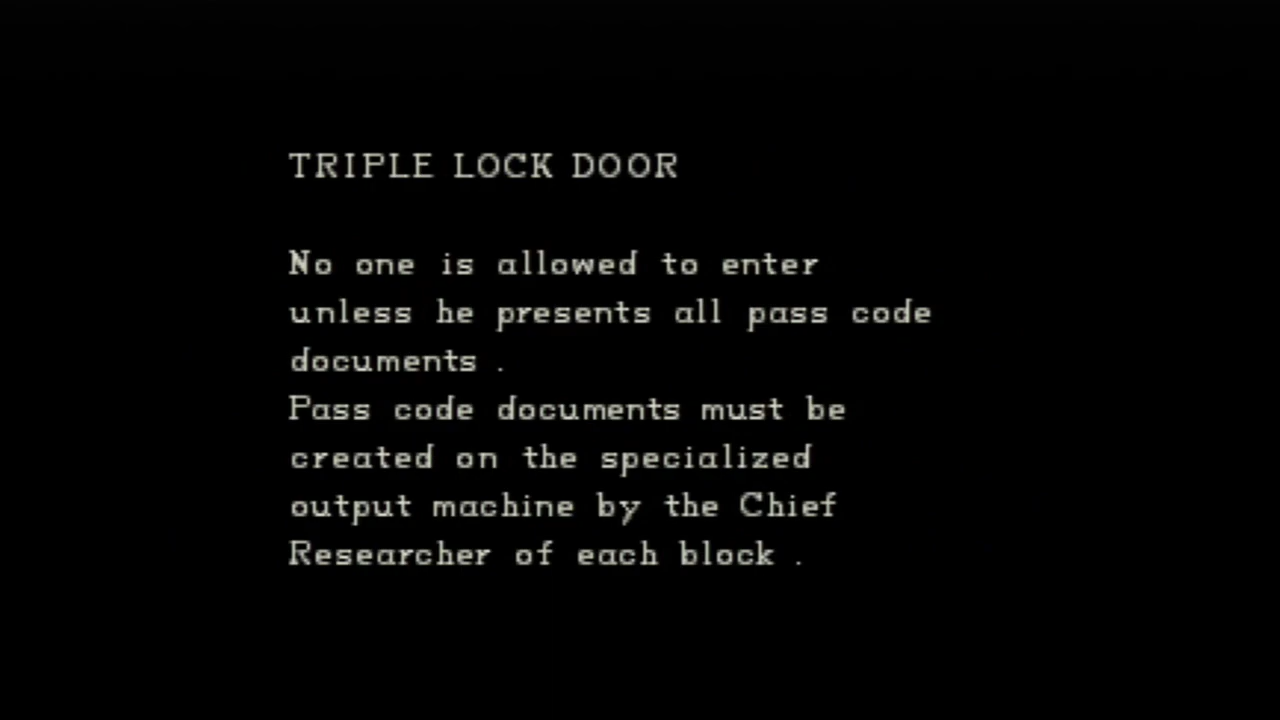 TRIPLE LOCK DOOR
No one is allowed to enter
unless he presents all pass code
documents .
Pass code documents must be
created on the specialized
output machine by the Chief
Researcher of each block .